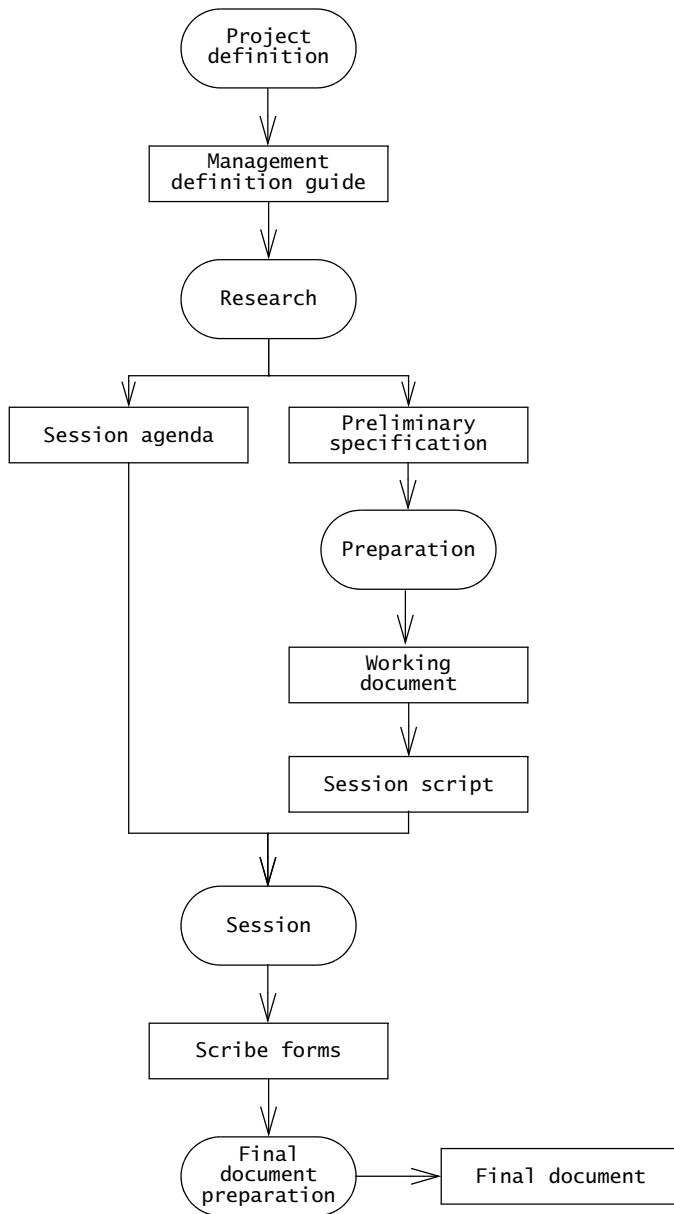 Project
definition
Management
definition guide
Research
Session agenda
Preliminary
specification
Preparation
Working
document
Session script
Session
Scribe forms
Final
document
preparation
Final document